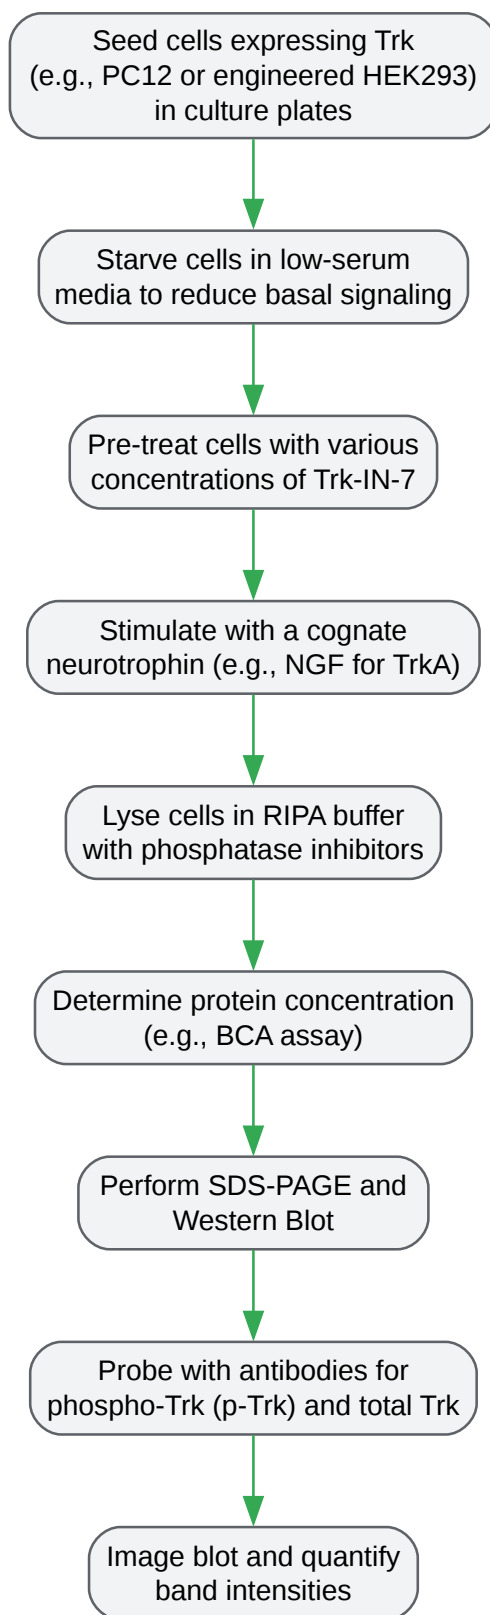 Seed cells expressing Trk
(e.g., PC12 or engineered HEK293)
in culture plates
Starve cells in low-serum
media to reduce basal signaling
Pre-treat cells with various
concentrations of Trk-IN-7
Stimulate with a cognate
neurotrophin (e.g., NGF for TrkA)
Lyse cells in RIPA buffer
with phosphatase inhibitors
Determine protein concentration
(e.g., BCA assay)
Perform SDS-PAGE and
Western Blot
Probe with antibodies for
phospho-Trk (p-Trk) and total Trk
Image blot and quantify
band intensities